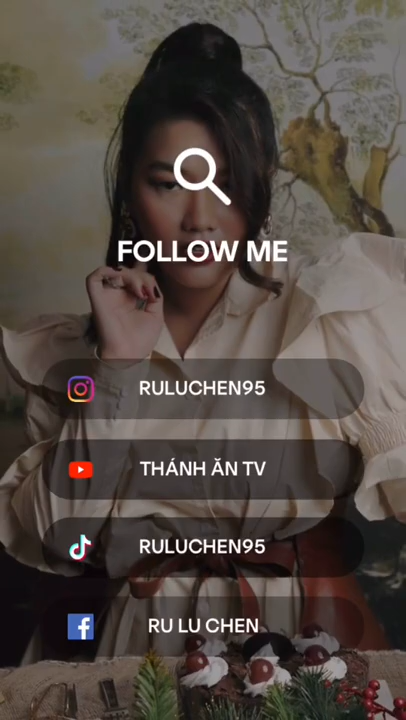 FOLLOW ME
RULUCHEN95
THÁNH ĂN TV
RULUCHEN95
RU LU CHEN